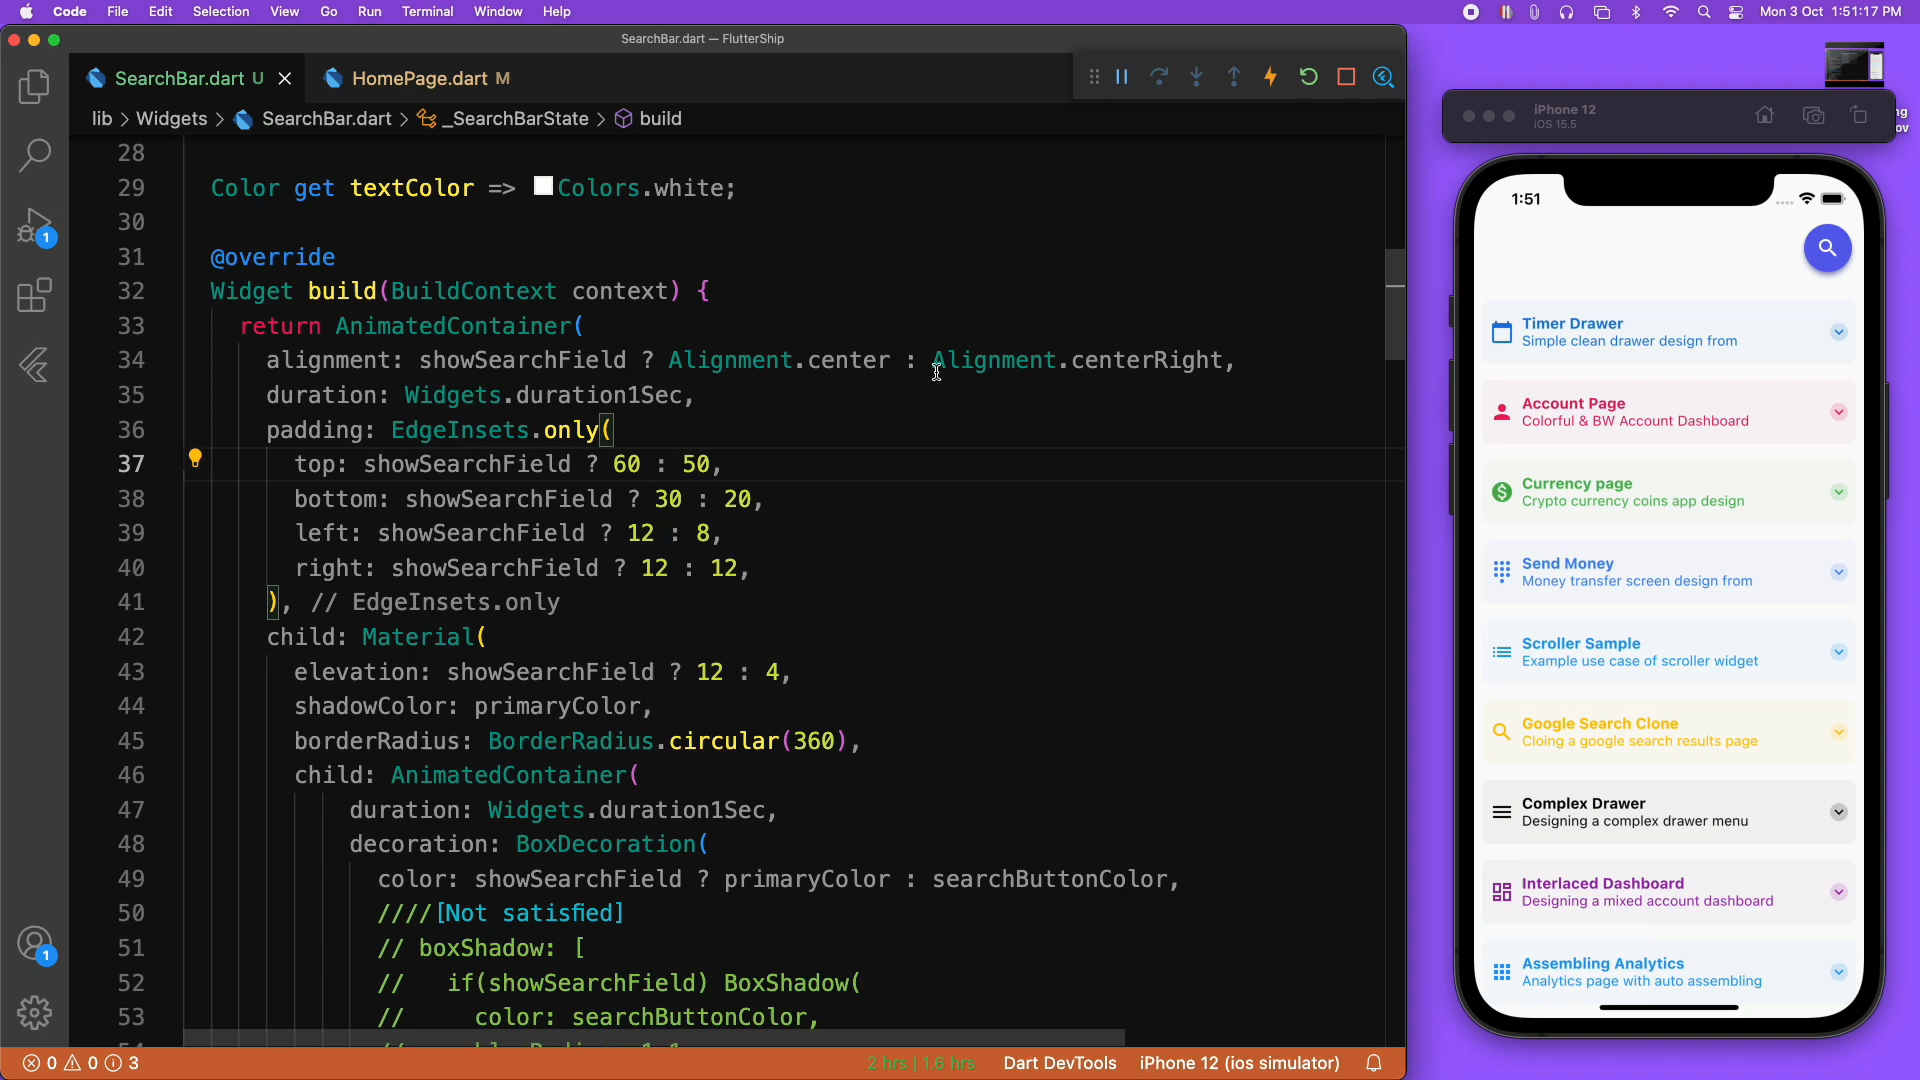 Code File Edit Selection View Go Run Terminal Window Help
Mon 3 Oct 1:51:17 PM
SearchBar.dart — FlutterShip
SearchBar.dart U
HomePage.dart M
lib > Widgets > SearchBar.dart > _SearchBarState > build
28
29 Color get textColor => Colors.white;
30
31 @override
32 Widget build(BuildContext context) {
33 return AnimatedContainer(
34 alignment: showSearchField ? Alignment.center : Alignment.centerRight,
35 duration: Widgets.duration1Sec,
36 padding: EdgeInsets.only(
37 top: showSearchField ? 60 : 50,
38 bottom: showSearchField ? 30 : 20,
39 left: showSearchField ? 12 : 8,
40 right: showSearchField ? 12 : 12,
41 ), // EdgeInsets.only
42 child: Material(
43 elevation: showSearchField ? 12 : 4,
44 shadowColor: primaryColor,
45 borderRadius: BorderRadius.circular(360),
46 child: AnimatedContainer(
47 duration: Widgets.duration1Sec,
48 decoration: BoxDecoration(
49 color: showSearchField ? primaryColor : searchButtonColor,
50 ////[Not satisfied]
51 // boxShadow: [
52 // if(showSearchField) BoxShadow(
53 // color: searchButtonColor,
1
1
0 0 3
2 hrs | 1.6 hrs
Dart DevTools
iPhone 12 (ios simulator)
iPhone 12
iOS 15.5
ng
ov
1:51
Timer Drawer
Simple clean drawer design from
Account Page
Colorful & BW Account Dashboard
Currency page
Crypto currency coins app design
Send Money
Money transfer screen design from
Scroller Sample
Example use case of scroller widget
Google Search Clone
Cloing a google search results page
Complex Drawer
Designing a complex drawer menu
Interlaced Dashboard
Designing a mixed account dashboard
Assembling Analytics
Analytics page with auto assembling